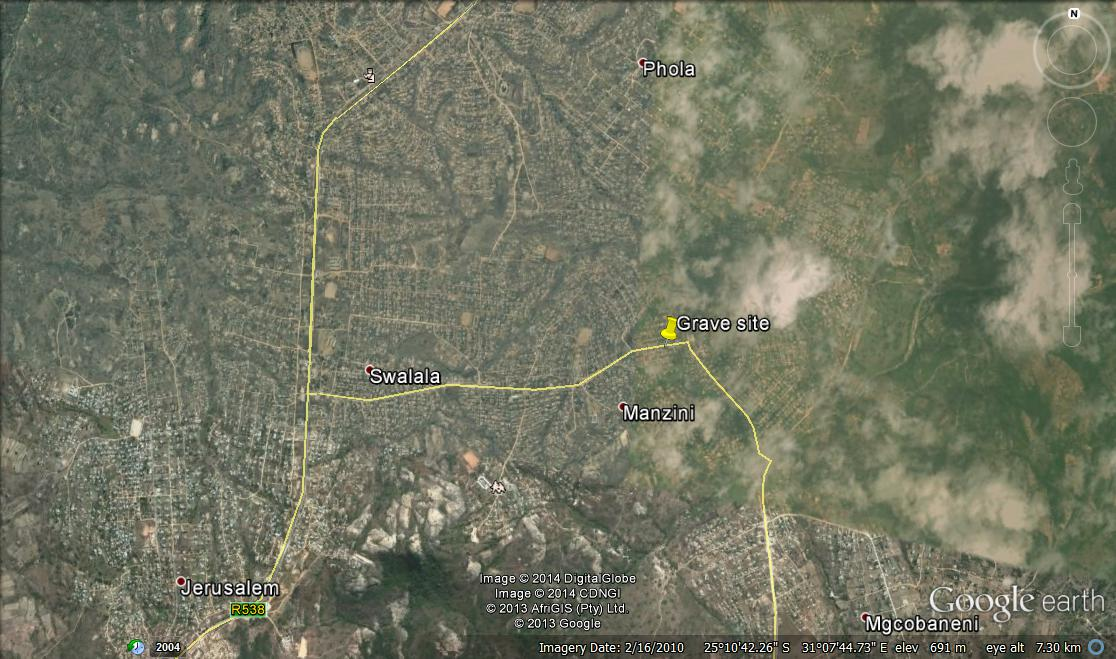 N
Phola
Grave site
Swalala
Manzini
Jerusalem
R538
Image © 2014 DigitalGlobe
Image © 2014 CDNGI
© 2013 AfriGIS (Pty) Ltd.
© 2013 Google
Google earth
Mgcobaneni
2004
Imagery Date: 2/16/2010 25°10'42.26" S 31°07'44.73" E elev 691 m eye alt 7.30 km